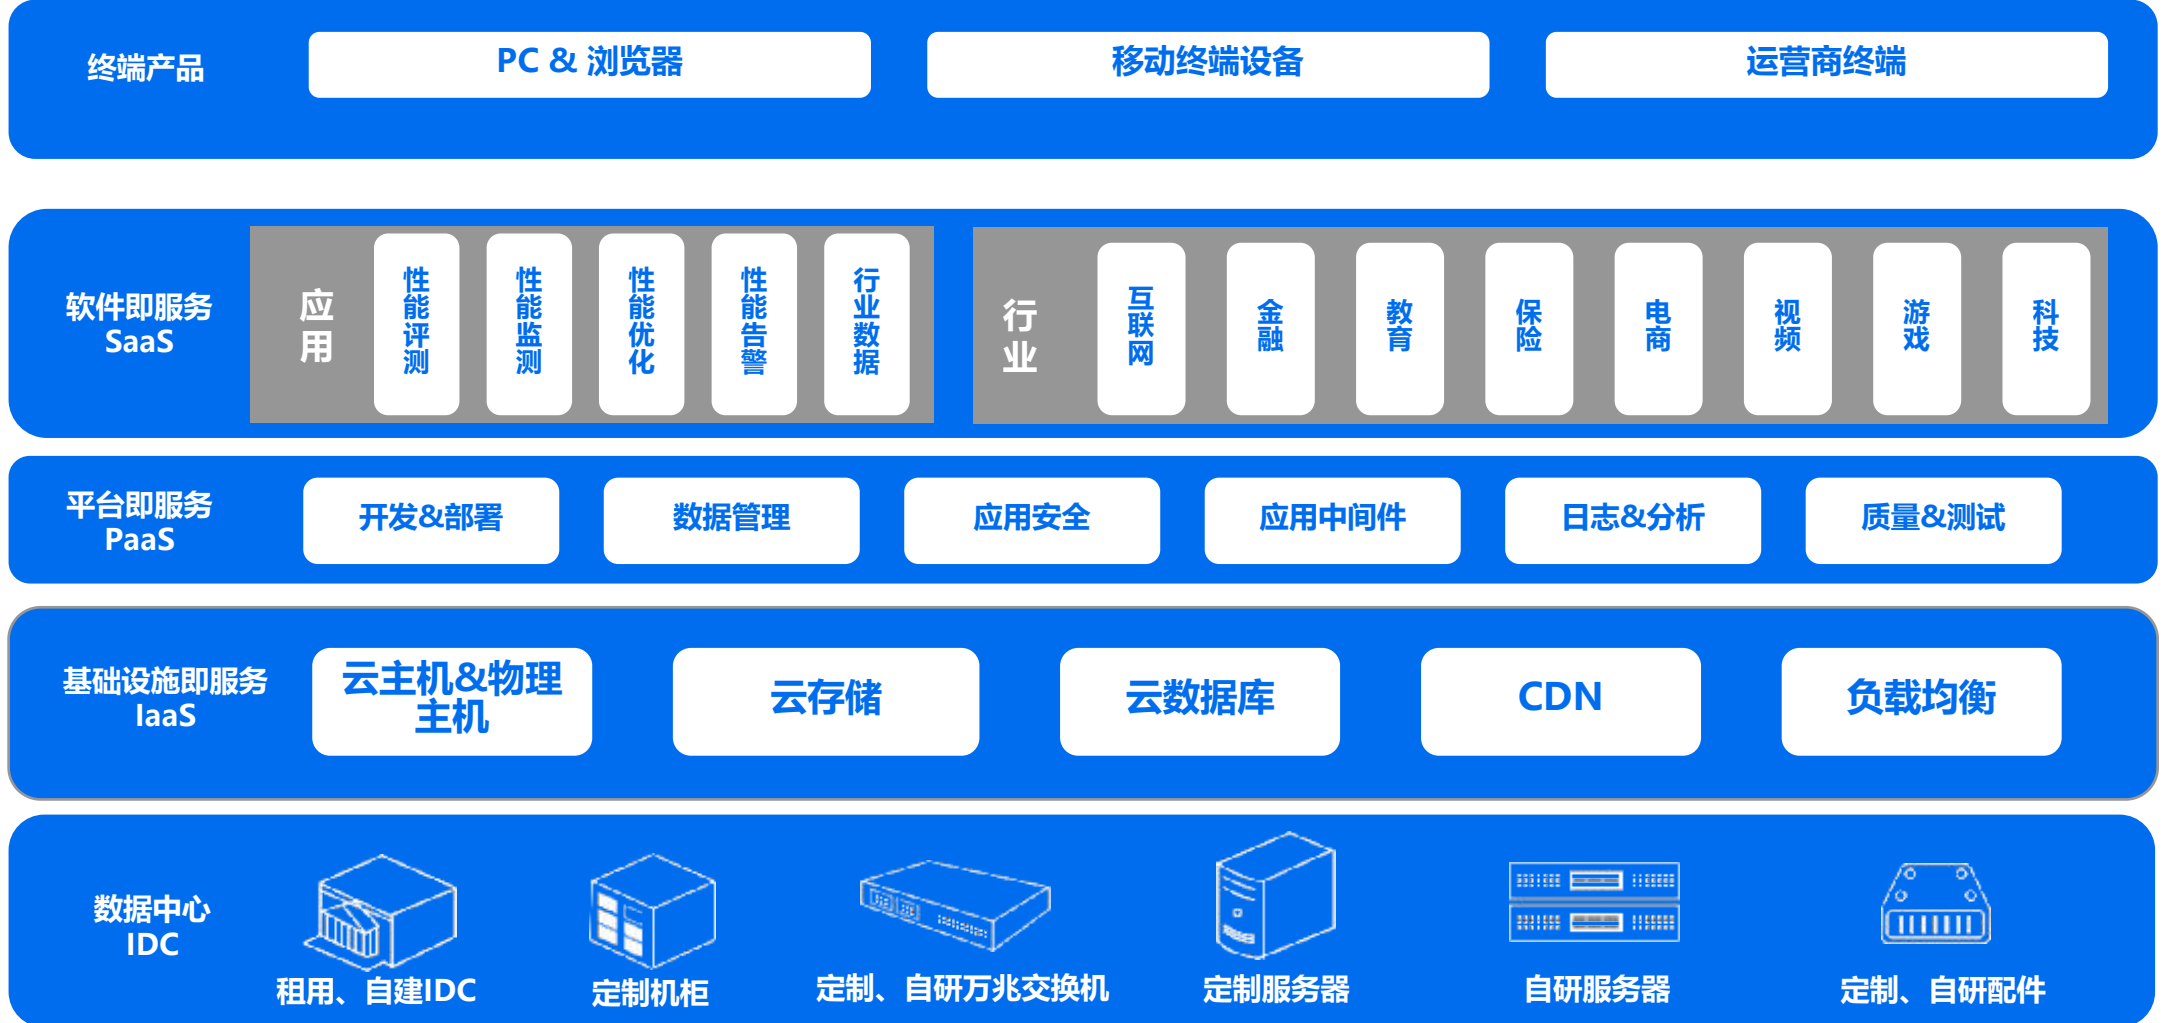 终端产品
PC & 浏览器
移动终端设备
运营商终端
软件即服务
SaaS
应用
性能评测
性能监测
性能优化
性能告警
行业数据
行业
互联网
金融
教育
保险
电商
视频
游戏
科技
平台即服务
PaaS
开发&部署
数据管理
应用安全
应用中间件
日志&分析
质量&测试
基础设施即服务
IaaS
云主机&物理
主机
云存储
云数据库
CDN
负载均衡
数据中心
IDC
租用、自建IDC
定制机柜
定制、自研万兆交换机
定制服务器
自研服务器
定制、自研配件